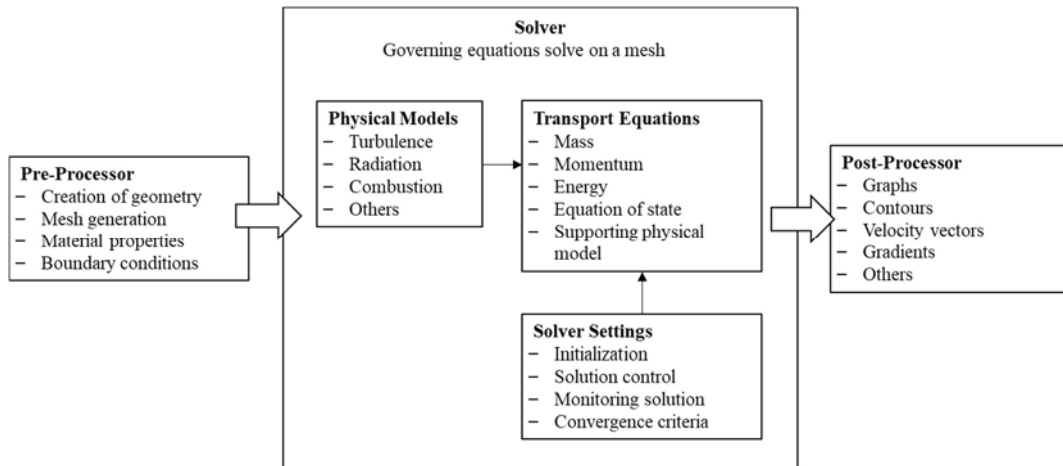 Solver
Governing equations solve on a mesh
Pre-Processor
– Creation of geometry
– Mesh generation
– Material properties
– Boundary conditions
Physical Models
– Turbulence
– Radiation
– Combustion
– Others
Transport Equations
– Mass
– Momentum
– Energy
– Equation of state
– Supporting physical
model
Solver Settings
– Initialization
– Solution control
– Monitoring solution
– Convergence criteria
Post-Processor
– Graphs
– Contours
– Velocity vectors
– Gradients
– Others